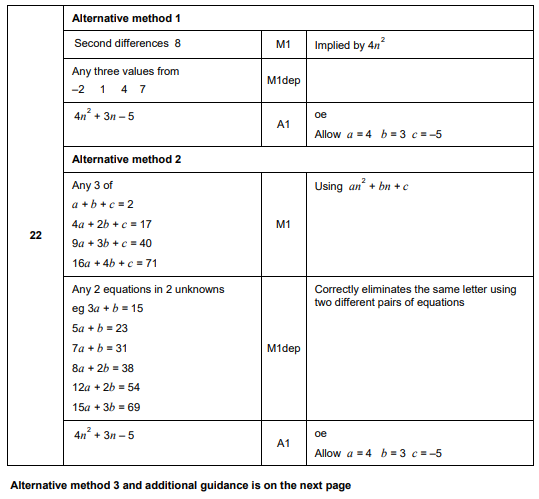 Alternative method 1
Second differences 8 M1 Implied by 4n²
Any three values from
–2 1 4 7
M1dep
4n² + 3n – 5
A1
oe
Allow a = 4 b = 3 c = –5
Alternative method 2
22
Any 3 of
a + b + c = 2
4a + 2b + c = 17
9a + 3b + c = 40
16a + 4b + c = 71
M1
Using an² + bn + c
Any 2 equations in 2 unknowns
eg 3a + b = 15
5a + b = 23
7a + b = 31
8a + 2b = 38
12a + 2b = 54
15a + 3b = 69
M1dep
Correctly eliminates the same letter using
two different pairs of equations
4n² + 3n – 5
A1
oe
Allow a = 4 b = 3 c = –5
Alternative method 3 and additional guidance is on the next page